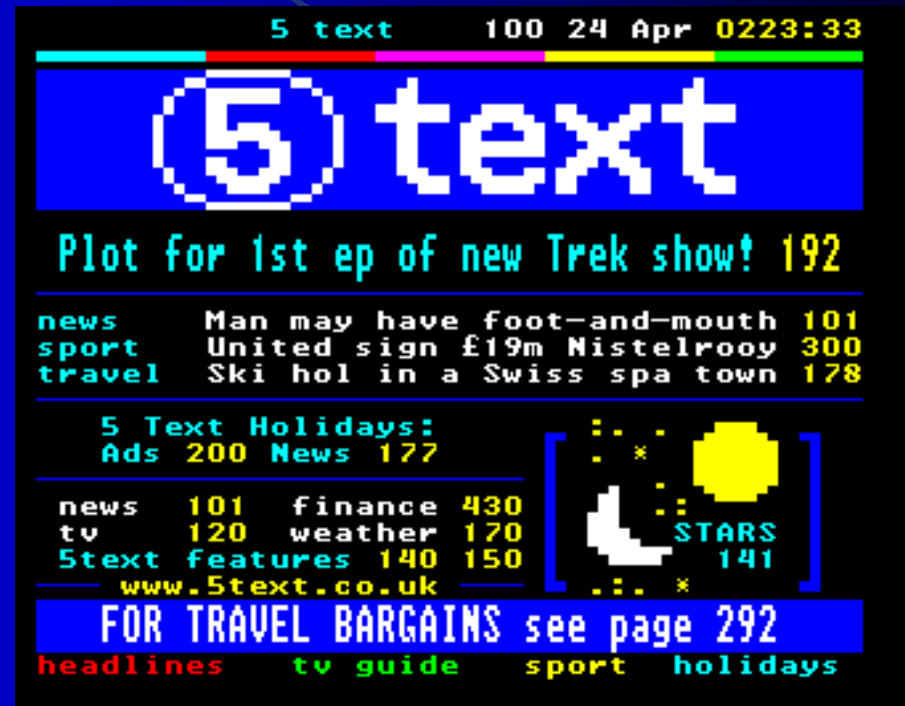 5 text 100 24 Apr 0223:33
5 text
Plot for 1st ep of new Trek show! 192
news Man may have foot-and-mouth 101
sport United sign £19m Nistelrooy 300
travel Ski hol in a Swiss spa town 178
5 Text Holidays:
Ads 200 News 177
news 101 finance 430
tv 120 weather 170
5text features 140 150
www.5text.co.uk
STARS
141
FOR TRAVEL BARGAINS see page 292
headlines tv guide sport holidays